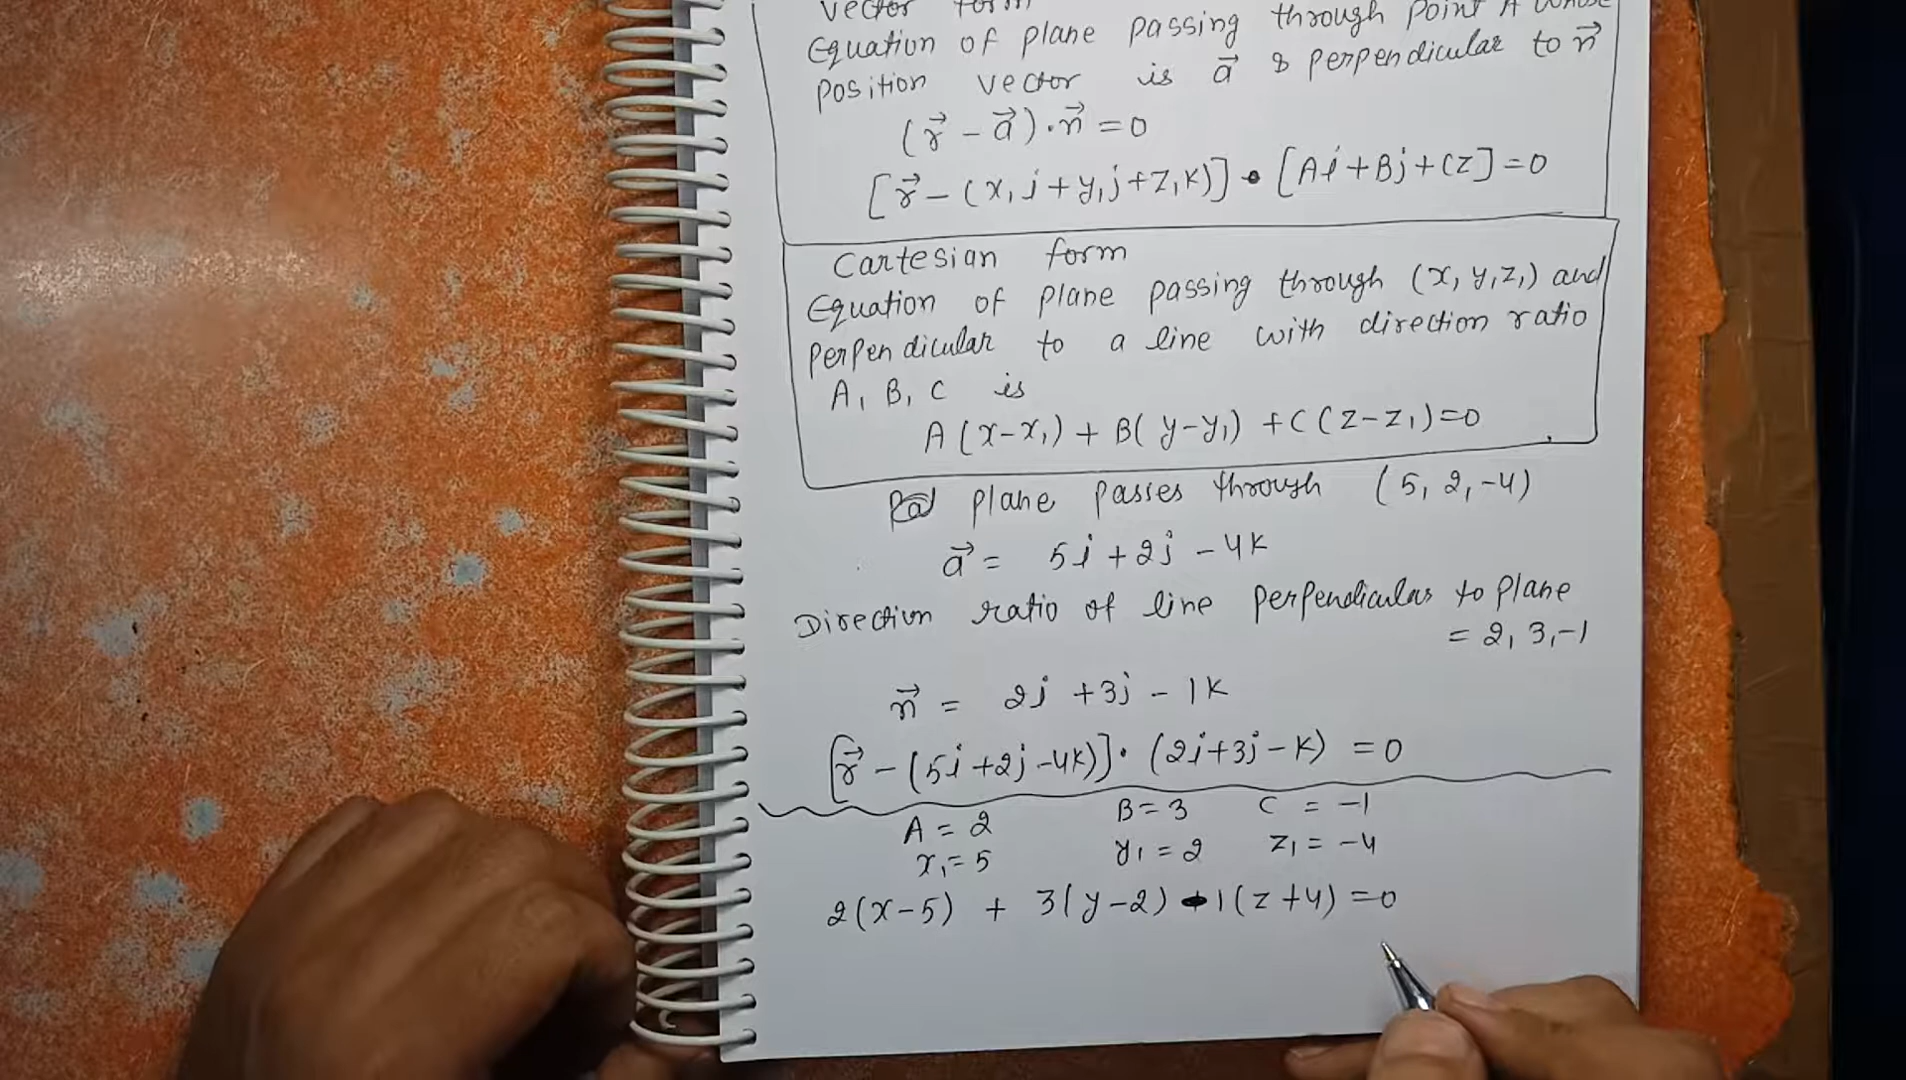 vector form
Equation of plane passing through point A whose
position vector is a⃗ & perpendicular to n⃗
(r⃗ - a⃗)·n⃗ = 0
[r⃗ - (x₁i + y₁j + z₁k)] • [Ai + Bj + CZ] = 0
Cartesian form
Equation of plane passing through (x, y, z₁) and
perpendicular to a line with direction ratio
A, B, C is
A(x-x₁) + B(y-y₁) + C(z-z₁) = 0
plane passes through (5, 2, -4)
a⃗ = 5i + 2j - 4k
Direction ratio of line perpendicular to plane
= 2, 3, -1
n⃗ = 2i + 3j - 1k
[r⃗ - (5i + 2j - 4k)]· (2i + 3j - k) = 0
A = 2 B = 3 C = -1
x₁ = 5 y₁ = 2 z₁ = -4
2(x-5) + 3(y-2) - 1(z+4) = 0